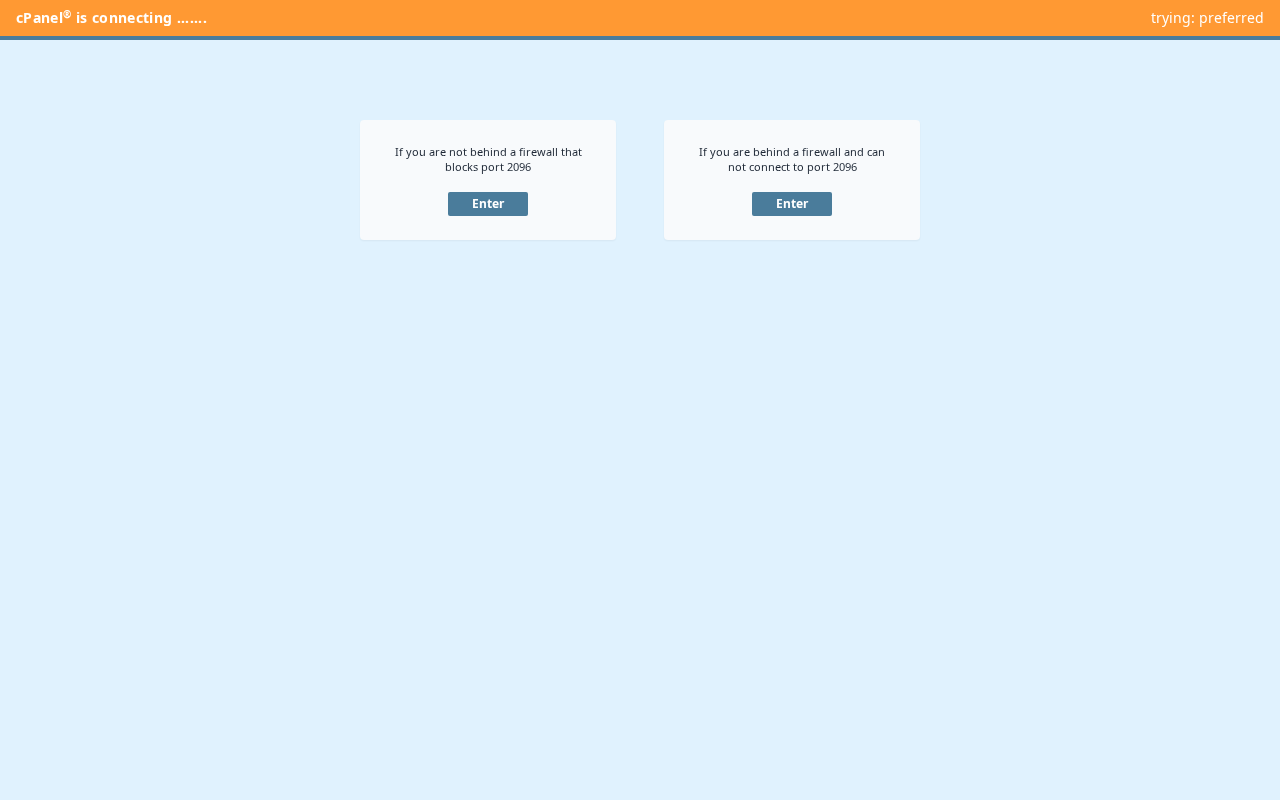 cPanel® is connecting .......
trying: preferred
If you are not behind a firewall that
blocks port 2096
Enter
If you are behind a firewall and can
not connect to port 2096
Enter